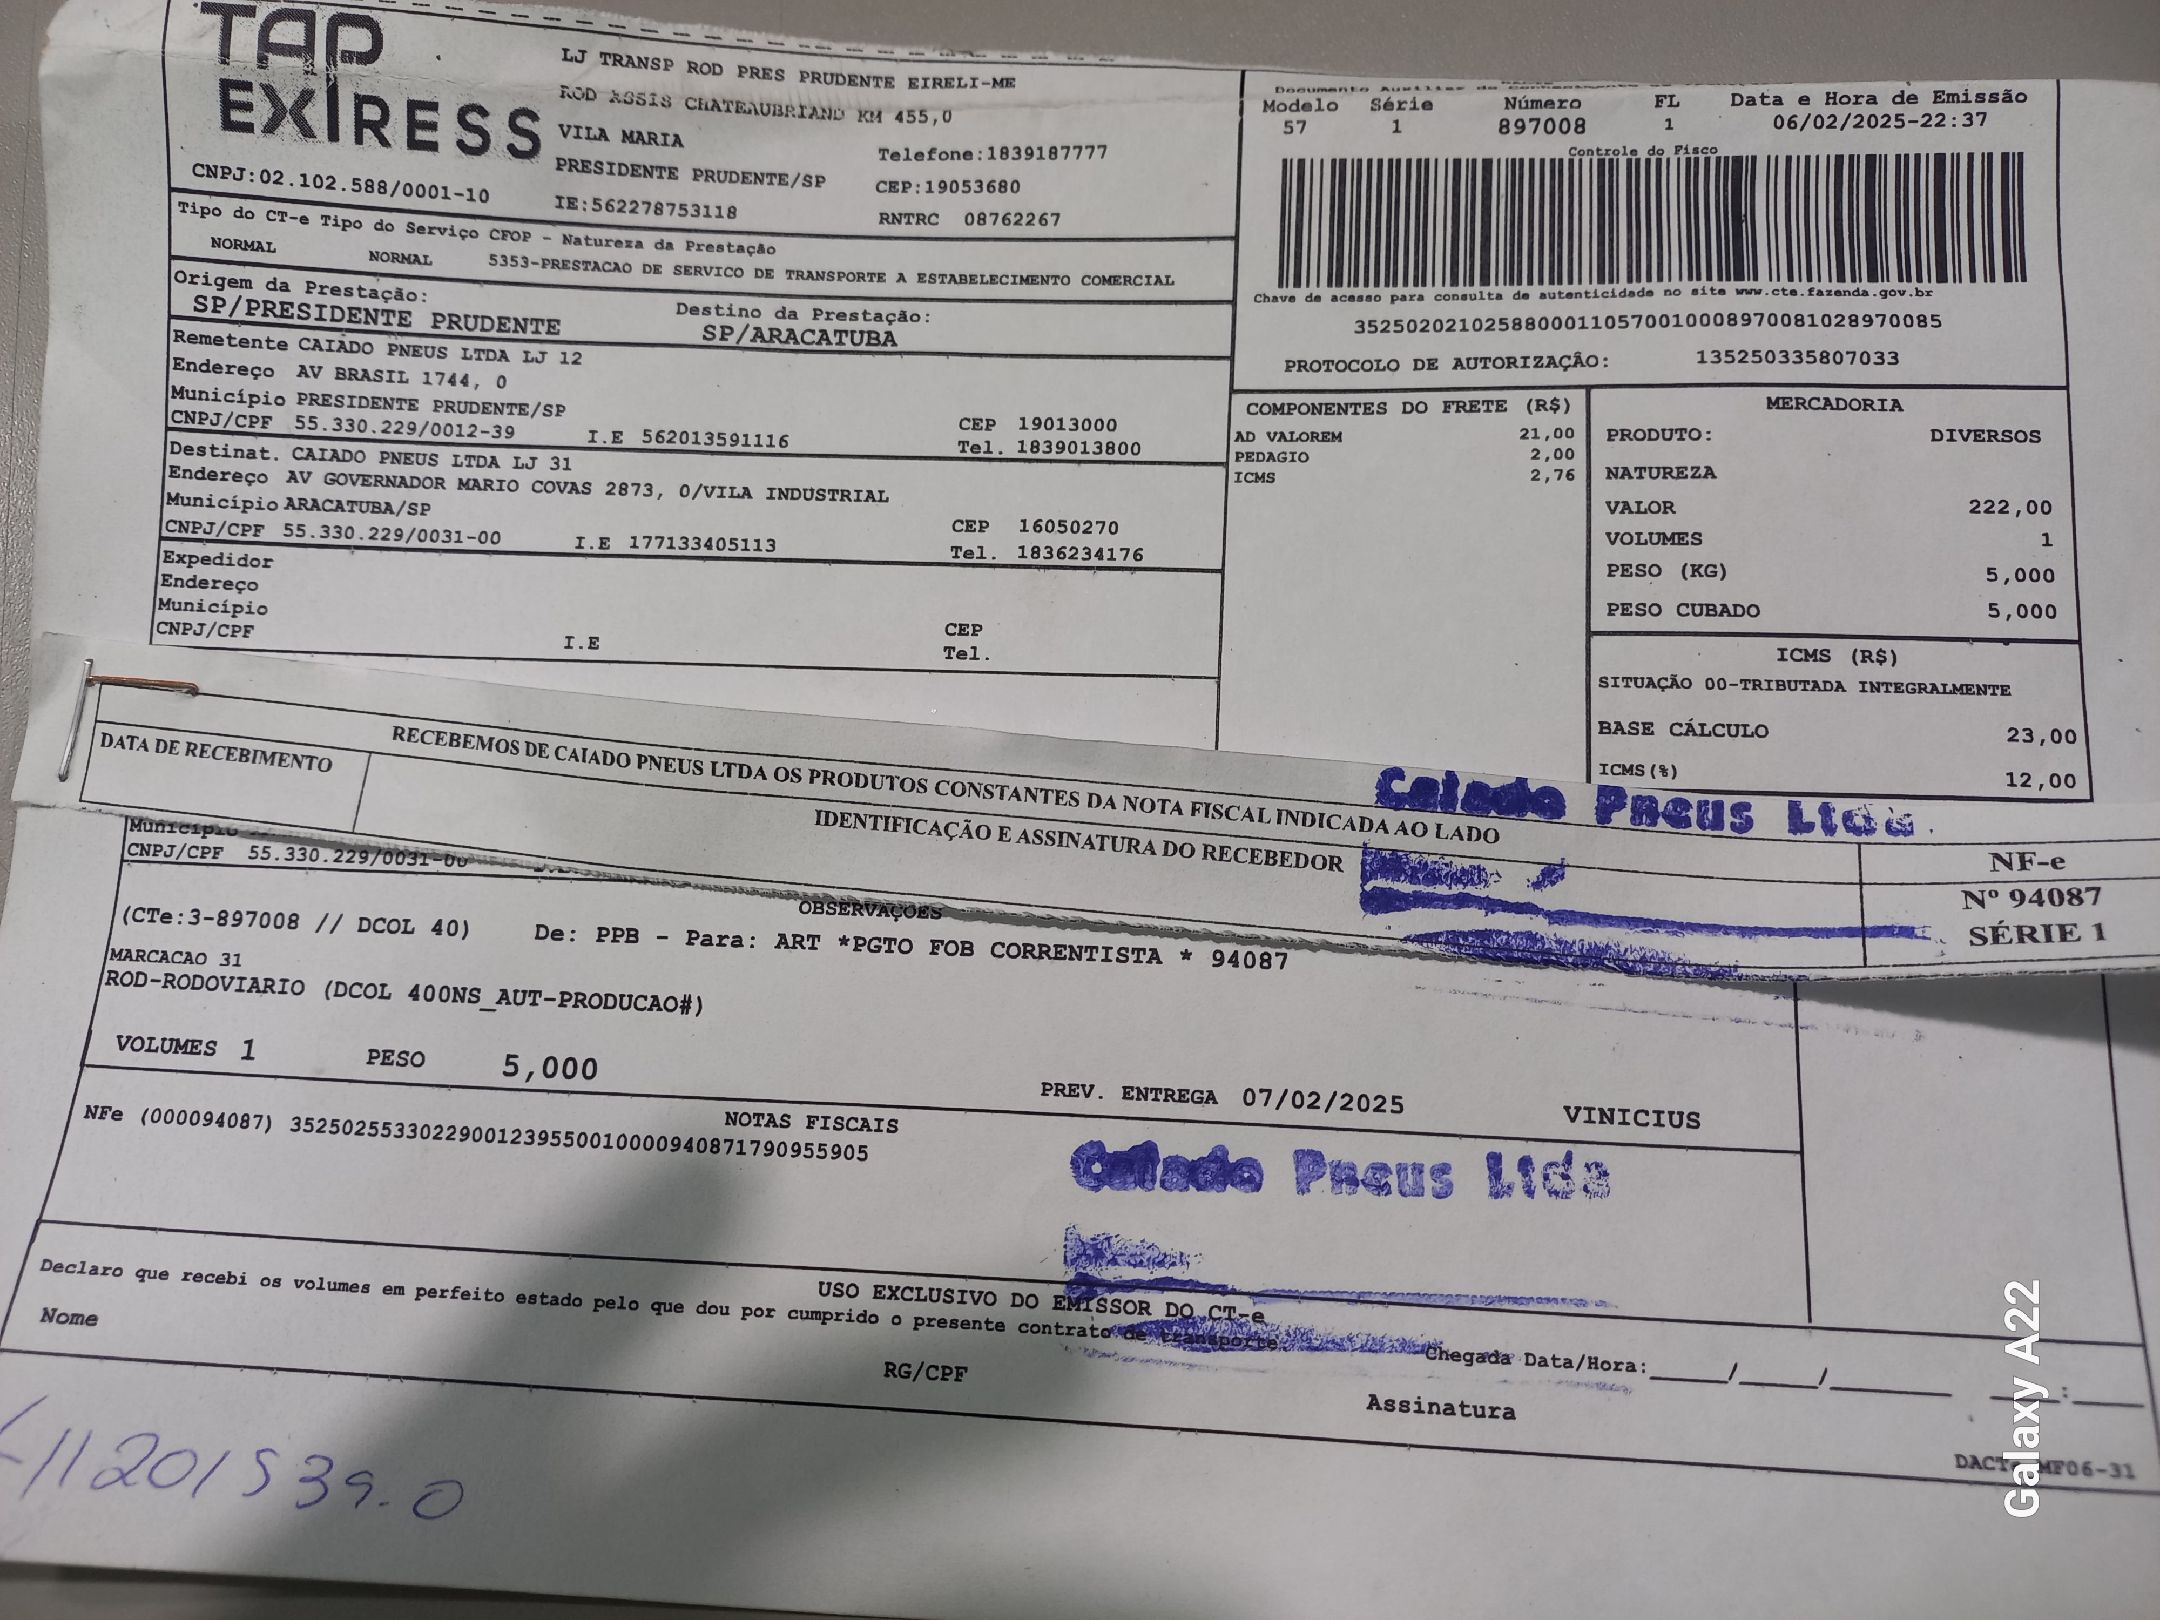 TAP
EXPRESS
CNPJ:02.102.588/0001-10
LJ TRANSP ROD PRES PRUDENTE EIRELI-ME
ROD ASSIS CHATEAUBRIAND KM 455,0
VILA MARIA
Telefone:1839187777
PRESIDENTE PRUDENTE/SP
CEP:19053680
IE:562278753118
RNTRC 08762267
Modelo Série Número FL Data e Hora de Emissão
57 1 897008 1 06/02/2025-22:37
Controle do Fisco
Chave de acesso para consulta de autenticidade no site www.cte.fazenda.gov.br
35250202102588000110570010008970081028970085
PROTOCOLO DE AUTORIZAÇÃO: 135250335807033
Tipo do CT-e Tipo do Serviço CFOP - Natureza da Prestação
NORMAL NORMAL 5353-PRESTACAO DE SERVICO DE TRANSPORTE A ESTABELECIMENTO COMERCIAL
Origem da Prestação: Destino da Prestação:
SP/PRESIDENTE PRUDENTE SP/ARACATUBA
Remetente CAIADO PNEUS LTDA LJ 12
Endereço AV BRASIL 1744, 0
Município PRESIDENTE PRUDENTE/SP CEP 19013000
CNPJ/CPF 55.330.229/0012-39 I.E 562013591116 Tel. 1839013800
Destinat. CAIADO PNEUS LTDA LJ 31
Endereço AV GOVERNADOR MARIO COVAS 2873, 0/VILA INDUSTRIAL
Município ARACATUBA/SP CEP 16050270
CNPJ/CPF 55.330.229/0031-00 I.E 177133405113 Tel. 1836234176
Expedidor
Endereço
Município CEP
CNPJ/CPF I.E Tel.
COMPONENTES DO FRETE (R$)
AD VALOREM 21,00
PEDAGIO 2,00
ICMS 2,76
MERCADORIA
PRODUTO: DIVERSOS
NATUREZA
VALOR 222,00
VOLUMES 1
PESO (KG) 5,000
PESO CUBADO 5,000
ICMS (R$)
SITUAÇÃO 00-TRIBUTADA INTEGRALMENTE
BASE CÁLCULO 23,00
ICMS(%) 12,00
RECEBEMOS DE CAIADO PNEUS LTDA OS PRODUTOS CONSTANTES DA NOTA FISCAL INDICADA AO LADO
DATA DE RECEBIMENTO
IDENTIFICAÇÃO E ASSINATURA DO RECEBEDOR
Caiado Pneus Ltda.
NF-e
Nº 94087
SÉRIE 1
Município
CNPJ/CPF 55.330.229/0031-00
OBSERVAÇÕES
(CTe:3-897008 // DCOL 40) De: PPB - Para: ART *PGTO FOB CORRENTISTA * 94087
MARCACAO 31
ROD-RODOVIARIO (DCOL 400NS_AUT-PRODUCAO#)
VOLUMES 1 PESO 5,000
PREV. ENTREGA 07/02/2025 VINICIUS
NOTAS FISCAIS
NFe (000094087) 35250255330229001239550010000940871790955905
Caiado Pneus Ltda
USO EXCLUSIVO DO EMISSOR DO CT-e
Declaro que recebi os volumes em perfeito estado pelo que dou por cumprido o presente contrato de transporte.
Nome
RG/CPF
Chegada Data/Hora:____/____/______ ___:____
Assinatura
11201539.0
Galaxy A22